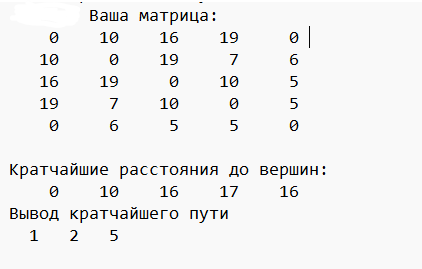 Ваша матрица:
0 10 16 19 0
10 0 19 7 6
16 19 0 10 5
19 7 10 0 5
0 6 5 5 0
Кратчайшие расстояния до вершин:
0 10 16 17 16
Вывод кратчайшего пути
1 2 5